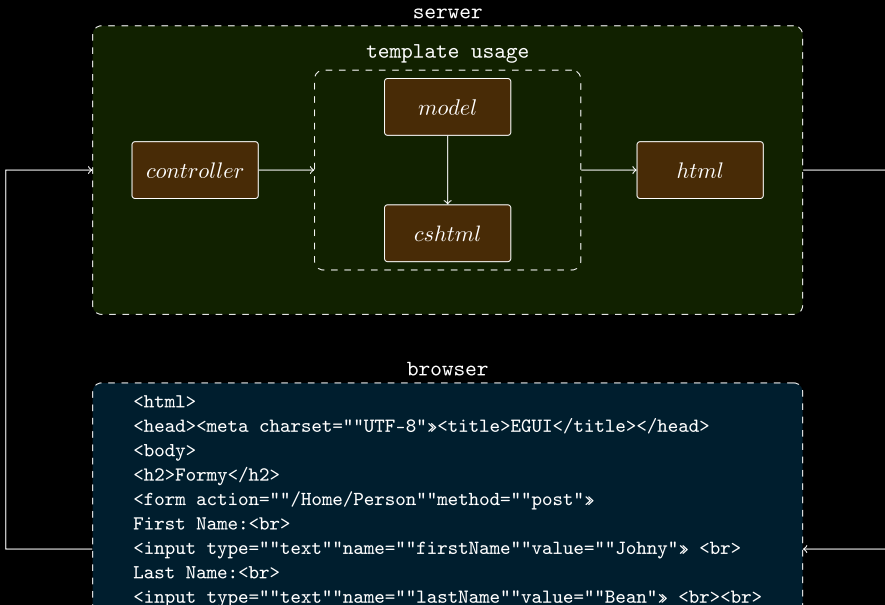 serwer
template usage
model
controller
html
cshtml
browser
<html>
<head><meta charset=""UTF-8"»<title>EGUI</title></head>
<body>
<h2>Formy</h2>
<form action=""/Home/Person""method=""post"»
First Name:<br>
<input type=""text""name=""firstName""value=""Johny"» <br>
Last Name:<br>
<input type=""text""name=""lastName""value=""Bean"» <br><br>